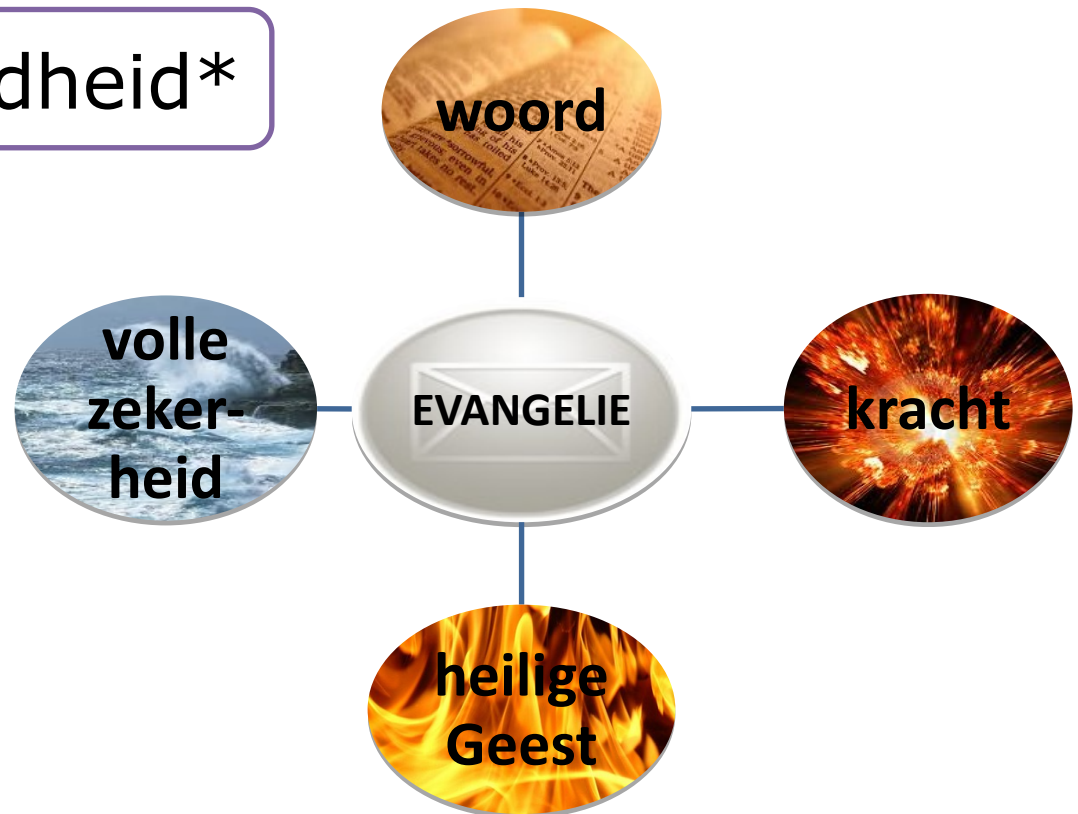 dheid*
woord
volle
zeker-
heid
EVANGELIE
kracht
heilige
Geest